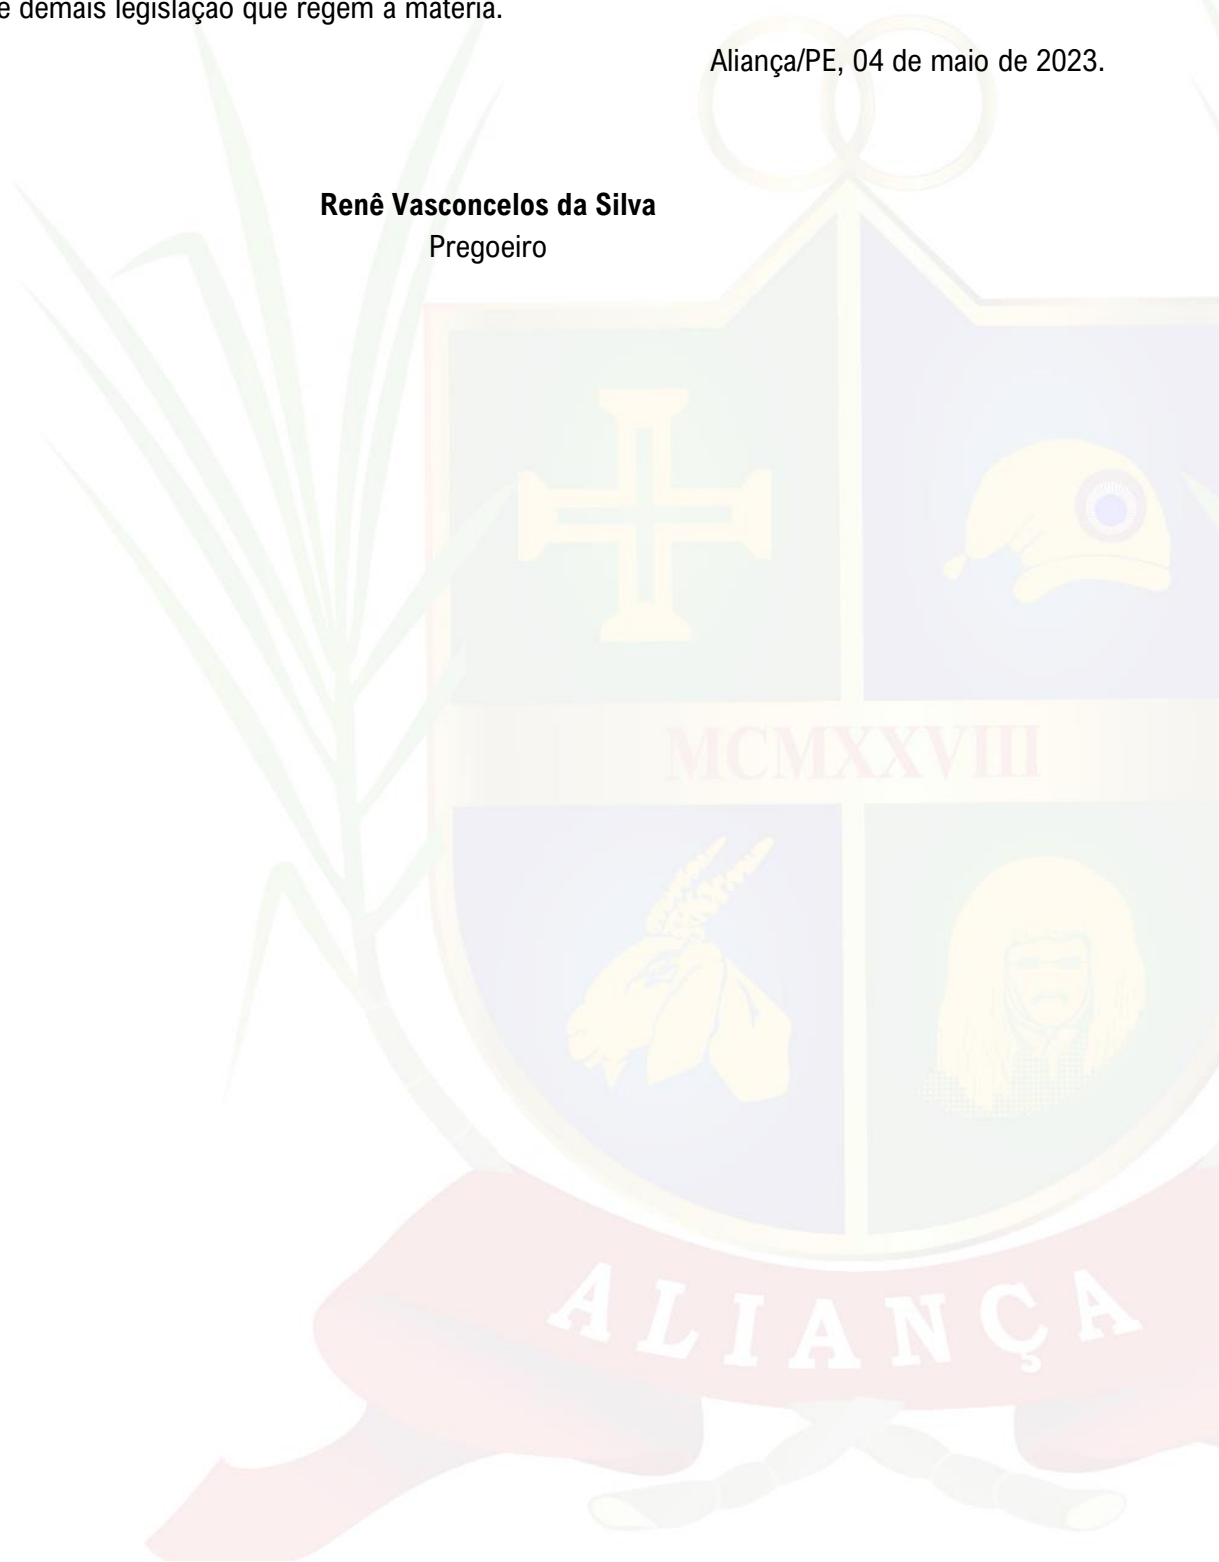 e demais legislação que regem a matéria.
Aliança/PE, 04 de maio de 2023.
Renê Vasconcelos da Silva
Pregoeiro
MCMXXVIII
ALIANÇA